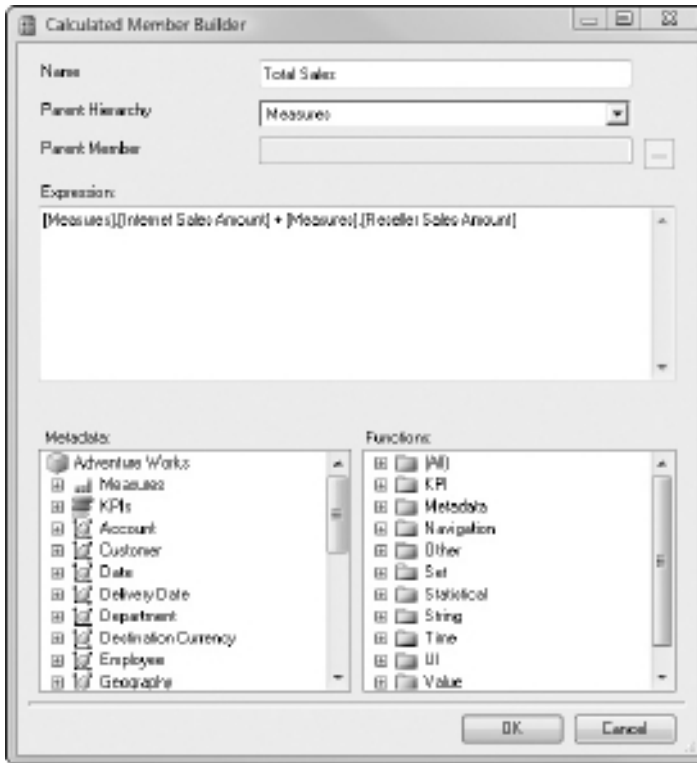 Calculated Member Builder
Name
Total Sales
Parent Hierarchy
Measures
Parent Member
...
Expression:
[Measures].[Internet Sales Amount] + [Measures].[Reseller Sales Amount]
Metadata:
Adventure Works
Measures
KPIs
Account
Customer
Date
Delivery Date
Department
Destination Currency
Employee
Geography
Functions:
(All)
KPI
Metadata
Navigation
Other
Set
Statistical
String
Time
UI
Value
OK
Cancel